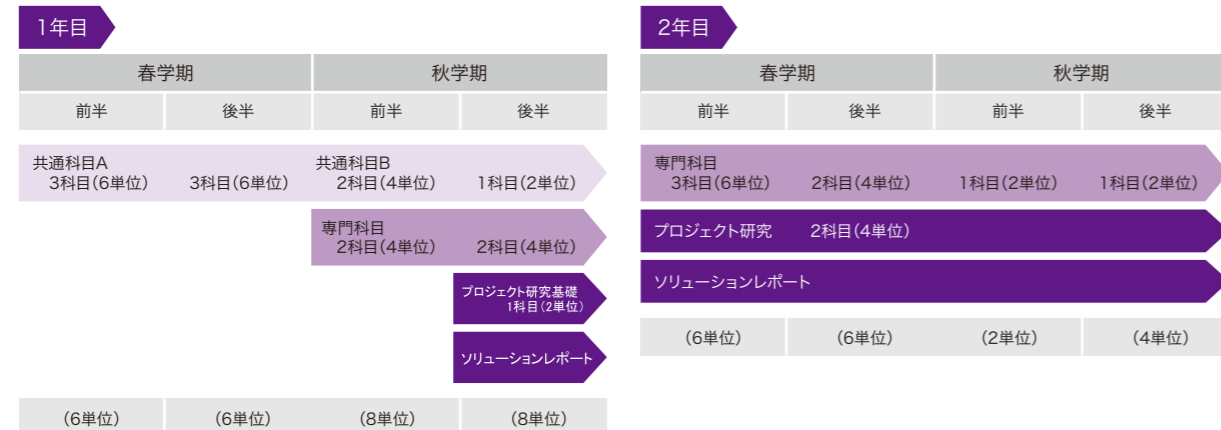 1年目
春学期 秋学期
前半 後半 前半 後半
共通科目A 共通科目B
3科目(6単位) 3科目(6単位) 2科目(4単位) 1科目(2単位)
専門科目
2科目(4単位) 2科目(4単位)
プロジェクト研究基礎
1科目(2単位)
ソリューションレポート
(6単位) (6単位) (8単位) (8単位)
2年目
春学期 秋学期
前半 後半 前半 後半
専門科目
3科目(6単位) 2科目(4単位) 1科目(2単位) 1科目(2単位)
プロジェクト研究 2科目(4単位)
ソリューションレポート
(6単位) (6単位) (2単位) (4単位)